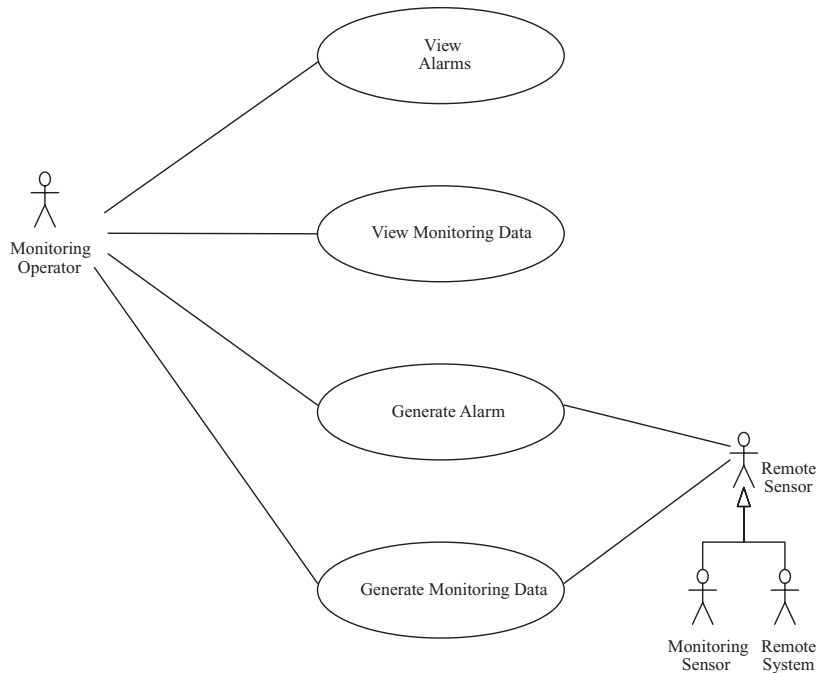 View
Alarms
View Monitoring Data
Monitoring
Operator
Generate Alarm
Remote
Sensor
Generate Monitoring Data
Monitoring
Sensor
Remote
System